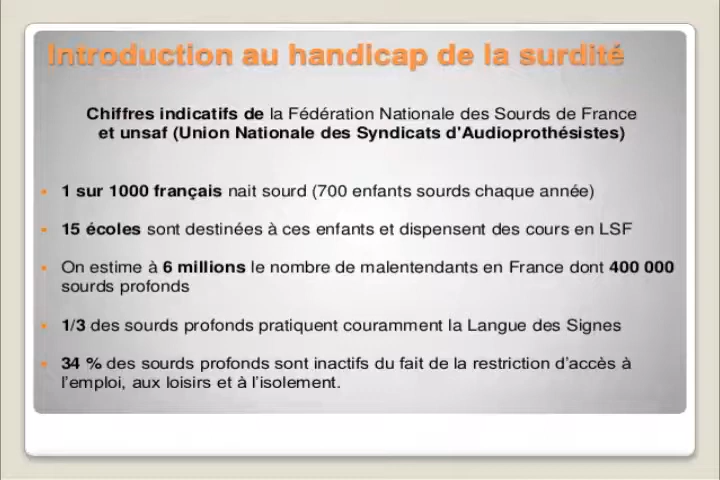 Introduction au handicap de la surdité
Chiffres indicatifs de la Fédération Nationale des Sourds de France
et unsaf (Union Nationale des Syndicats d'Audioprothésistes)
1 sur 1000 français nait sourd (700 enfants sourds chaque année)
15 écoles sont destinées à ces enfants et dispensent des cours en LSF
On estime à 6 millions le nombre de malentendants en France dont 400 000
sourds profonds
1/3 des sourds profonds pratiquent couramment la Langue des Signes
34 % des sourds profonds sont inactifs du fait de la restriction d'accès à
l'emploi, aux loisirs et à l'isolement.